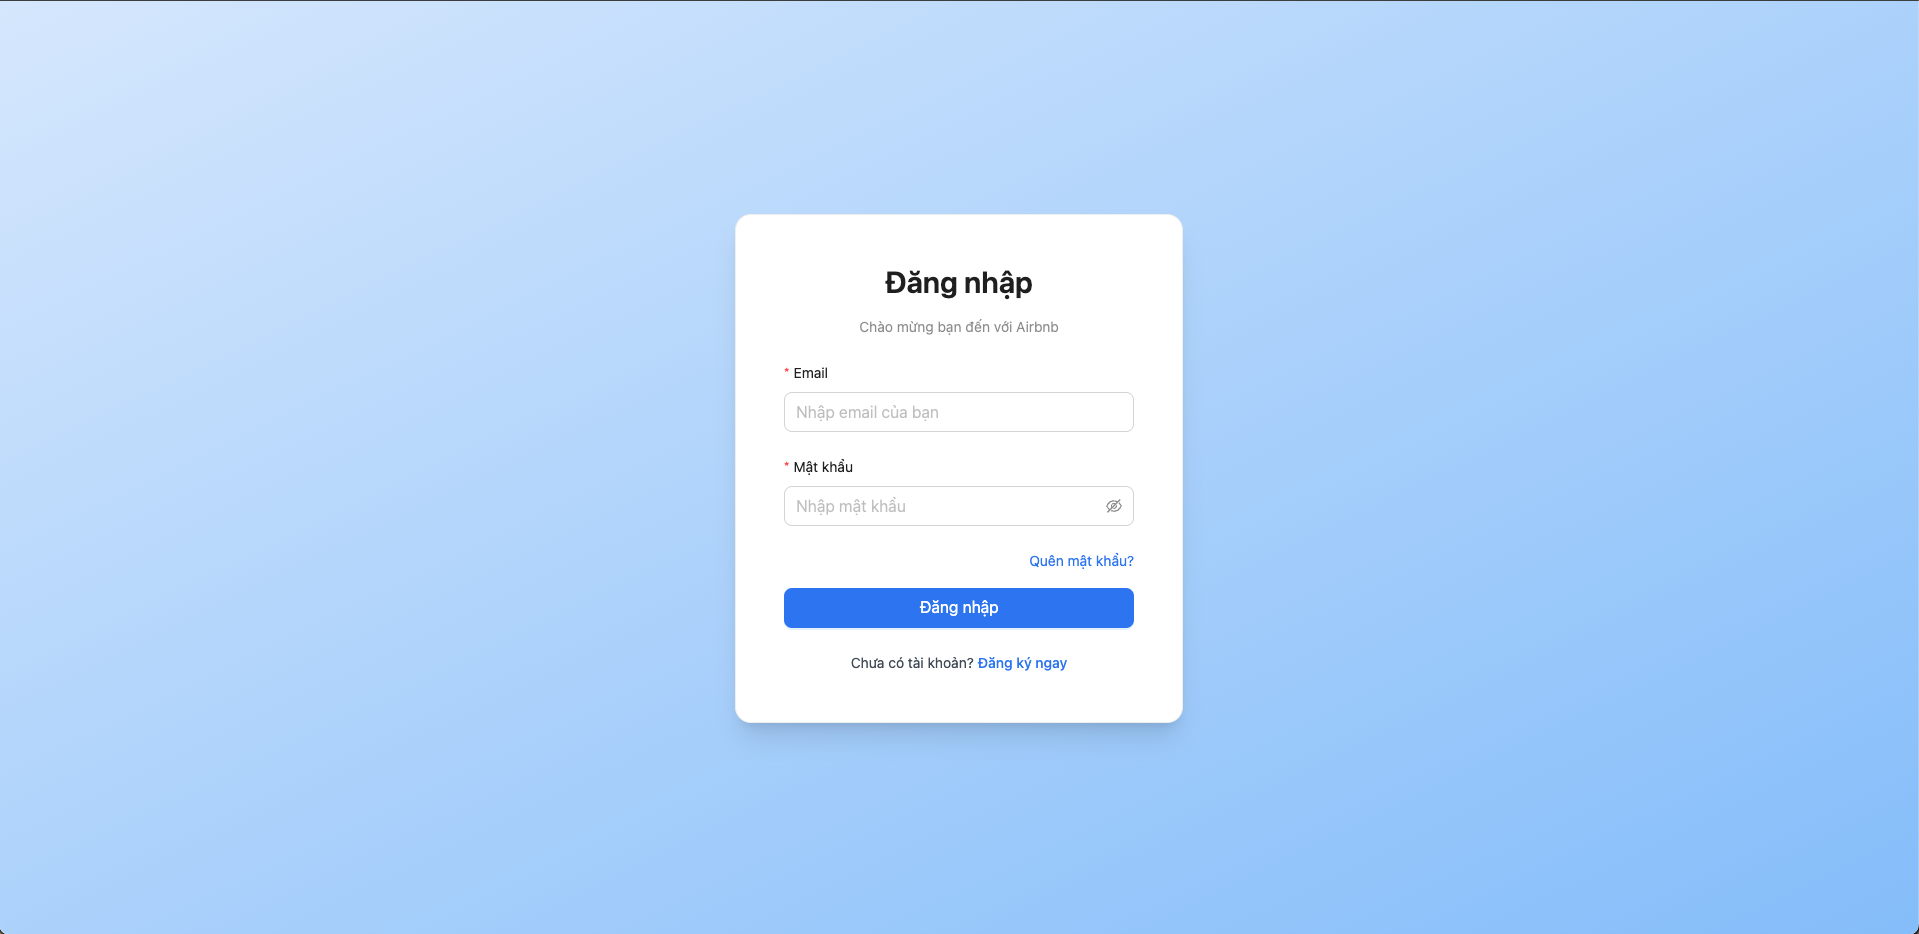 Đăng nhập
Chào mừng bạn đến với Airbnb
* Email
Nhập email của bạn
* Mật khẩu
Nhập mật khẩu
Quên mật khẩu?
Đăng nhập
Chưa có tài khoản? Đăng ký ngay